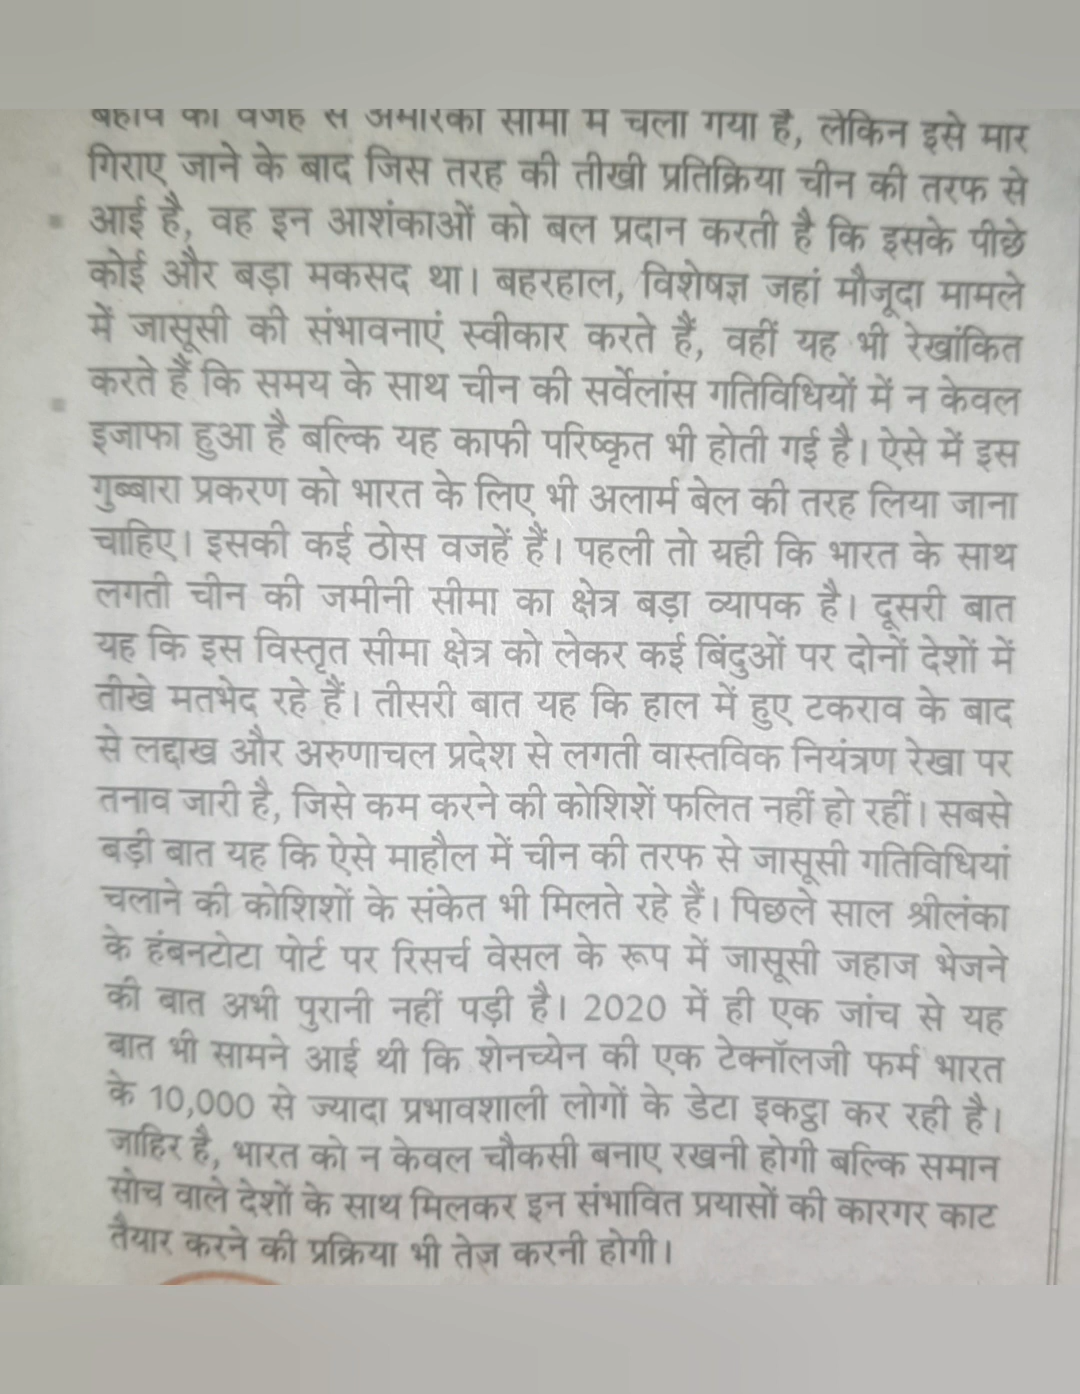 बहाव की वजह से अमेरिकी सीमा में चला गया है, लेकिन इसे मार
गिराए जाने के बाद जिस तरह की तीखी प्रतिक्रिया चीन की तरफ से
आई है, वह इन आशंकाओं को बल प्रदान करती है कि इसके पीछे
कोई और बड़ा मकसद था। बहरहाल, विशेषज्ञ जहां मौजूदा मामले
में जासूसी की संभावनाएं स्वीकार करते हैं, वहीं यह भी रेखांकित
करते हैं कि समय के साथ चीन की सर्वेलांस गतिविधियों में न केवल
इजाफा हुआ है बल्कि यह काफी परिष्कृत भी होती गई है। ऐसे में इस
गुब्बारा प्रकरण को भारत के लिए भी अलार्म बेल की तरह लिया जाना
चाहिए। इसकी कई ठोस वजहें हैं। पहली तो यही कि भारत के साथ
लगती चीन की जमीनी सीमा का क्षेत्र बड़ा व्यापक है। दूसरी बात
यह कि इस विस्तृत सीमा क्षेत्र को लेकर कई बिंदुओं पर दोनों देशों में
तीखे मतभेद रहे हैं। तीसरी बात यह कि हाल में हुए टकराव के बाद
से लद्दाख और अरुणाचल प्रदेश से लगती वास्तविक नियंत्रण रेखा पर
तनाव जारी है, जिसे कम करने की कोशिशें फलित नहीं हो रहीं। सबसे
बड़ी बात यह कि ऐसे माहौल में चीन की तरफ से जासूसी गतिविधियां
चलाने की कोशिशों के संकेत भी मिलते रहे हैं। पिछले साल श्रीलंका
के हंबनटोटा पोर्ट पर रिसर्च वेसल के रूप में जासूसी जहाज भेजने
की बात अभी पुरानी नहीं पड़ी है। 2020 में ही एक जांच से यह
बात भी सामने आई थी कि शेनच्येन की एक टेक्नॉलजी फर्म भारत
के 10,000 से ज्यादा प्रभावशाली लोगों के डेटा इकट्ठा कर रही है।
जाहिर है, भारत को न केवल चौकसी बनाए रखनी होगी बल्कि समान
सोच वाले देशों के साथ मिलकर इन संभावित प्रयासों की कारगर काट
तैयार करने की प्रक्रिया भी तेज़ करनी होगी।